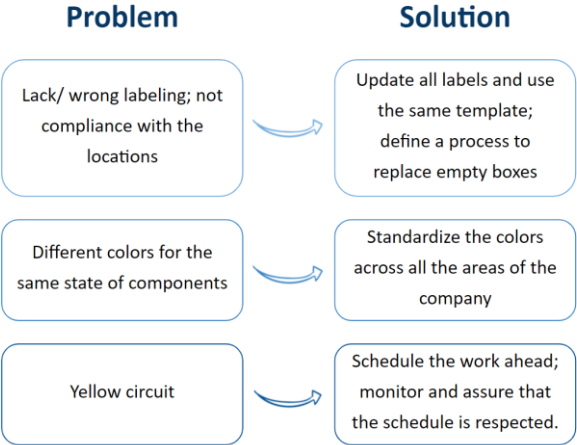 Problem
Solution
Lack/ wrong labeling; not
compliance with the
locations
Update all labels and use
the same template;
define a process to
replace empty boxes
Different colors for the
same state of components
Standardize the colors
across all the areas of the
company
Yellow circuit
Schedule the work ahead;
monitor and assure that
the schedule is respected.